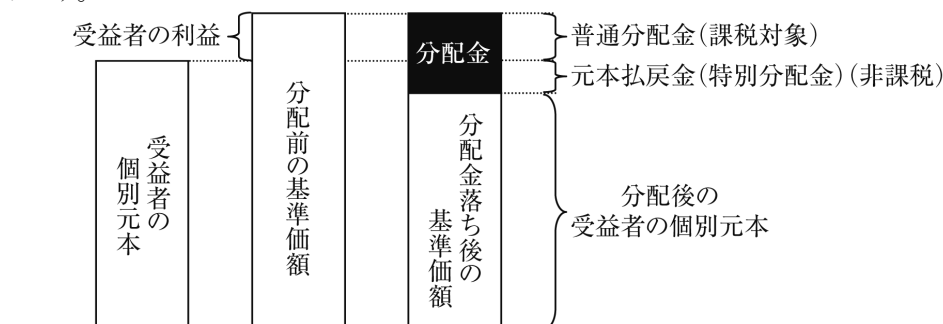 受益者の利益
分配金
普通分配金(課税対象)
元本払戻金(特別分配金)(非課税)
受益者の
個別元本
分配前の基準価額
分配金落ち後の
基準価額
分配後の
受益者の個別元本